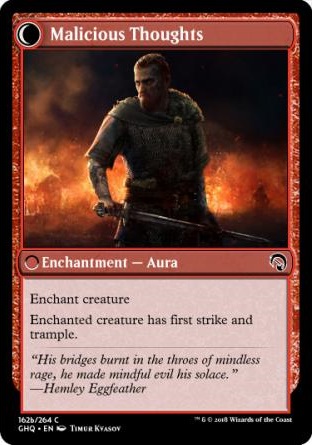 Malicious Thoughts
Enchantment — Aura
Enchant creature
Enchanted creature has first strike and
trample.
“His bridges burnt in the throes of mindless
rage, he made mindful evil his solace.”
—Hemley Eggfeather
162b/264 C
GHQ • EN Timur Kvasov
™ & © 2018 Wizards of the Coast